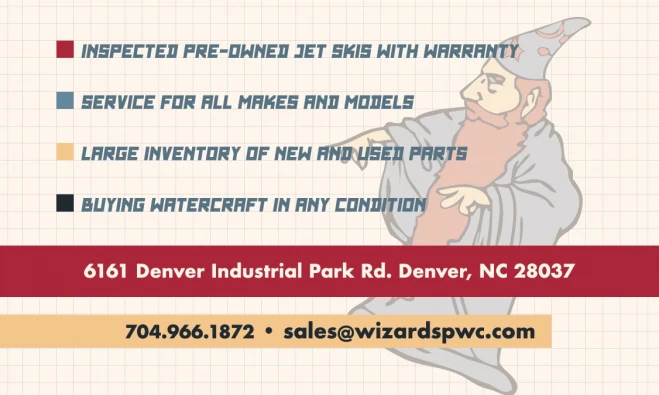 INSPECTED PRE-OWNED JET SKIS WITH WARRANTY
SERVICE FOR ALL MAKES AND MODELS
LARGE INVENTORY OF NEW AND USED PARTS
BUYING WATERCRAFT IN ANY CONDITION
6161 Denver Industrial Park Rd. Denver, NC 28037
704.966.1872 • sales@wizardspwc.com